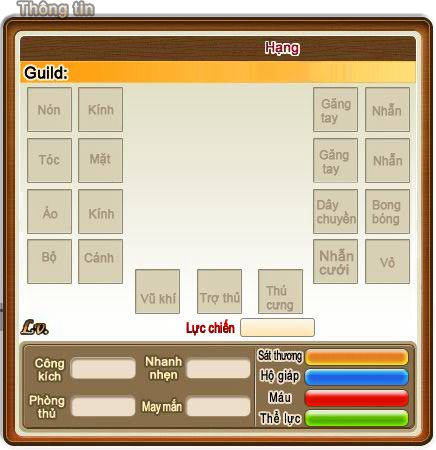 Thông tin
Hạng
Guild:
Nón Kính Găng tay Nhẫn
Tóc Mặt Găng tay Nhẫn
Áo Kính Dây chuyền Bong bóng
Bộ Cánh Nhẫn cưới Vỏ
Vũ khí Trợ thủ Thú cưng
Lv. Lực chiến
Công kích Nhanh nhẹn
Phòng thủ May mắn
Sát thương
Hộ giáp
Máu
Thể lực